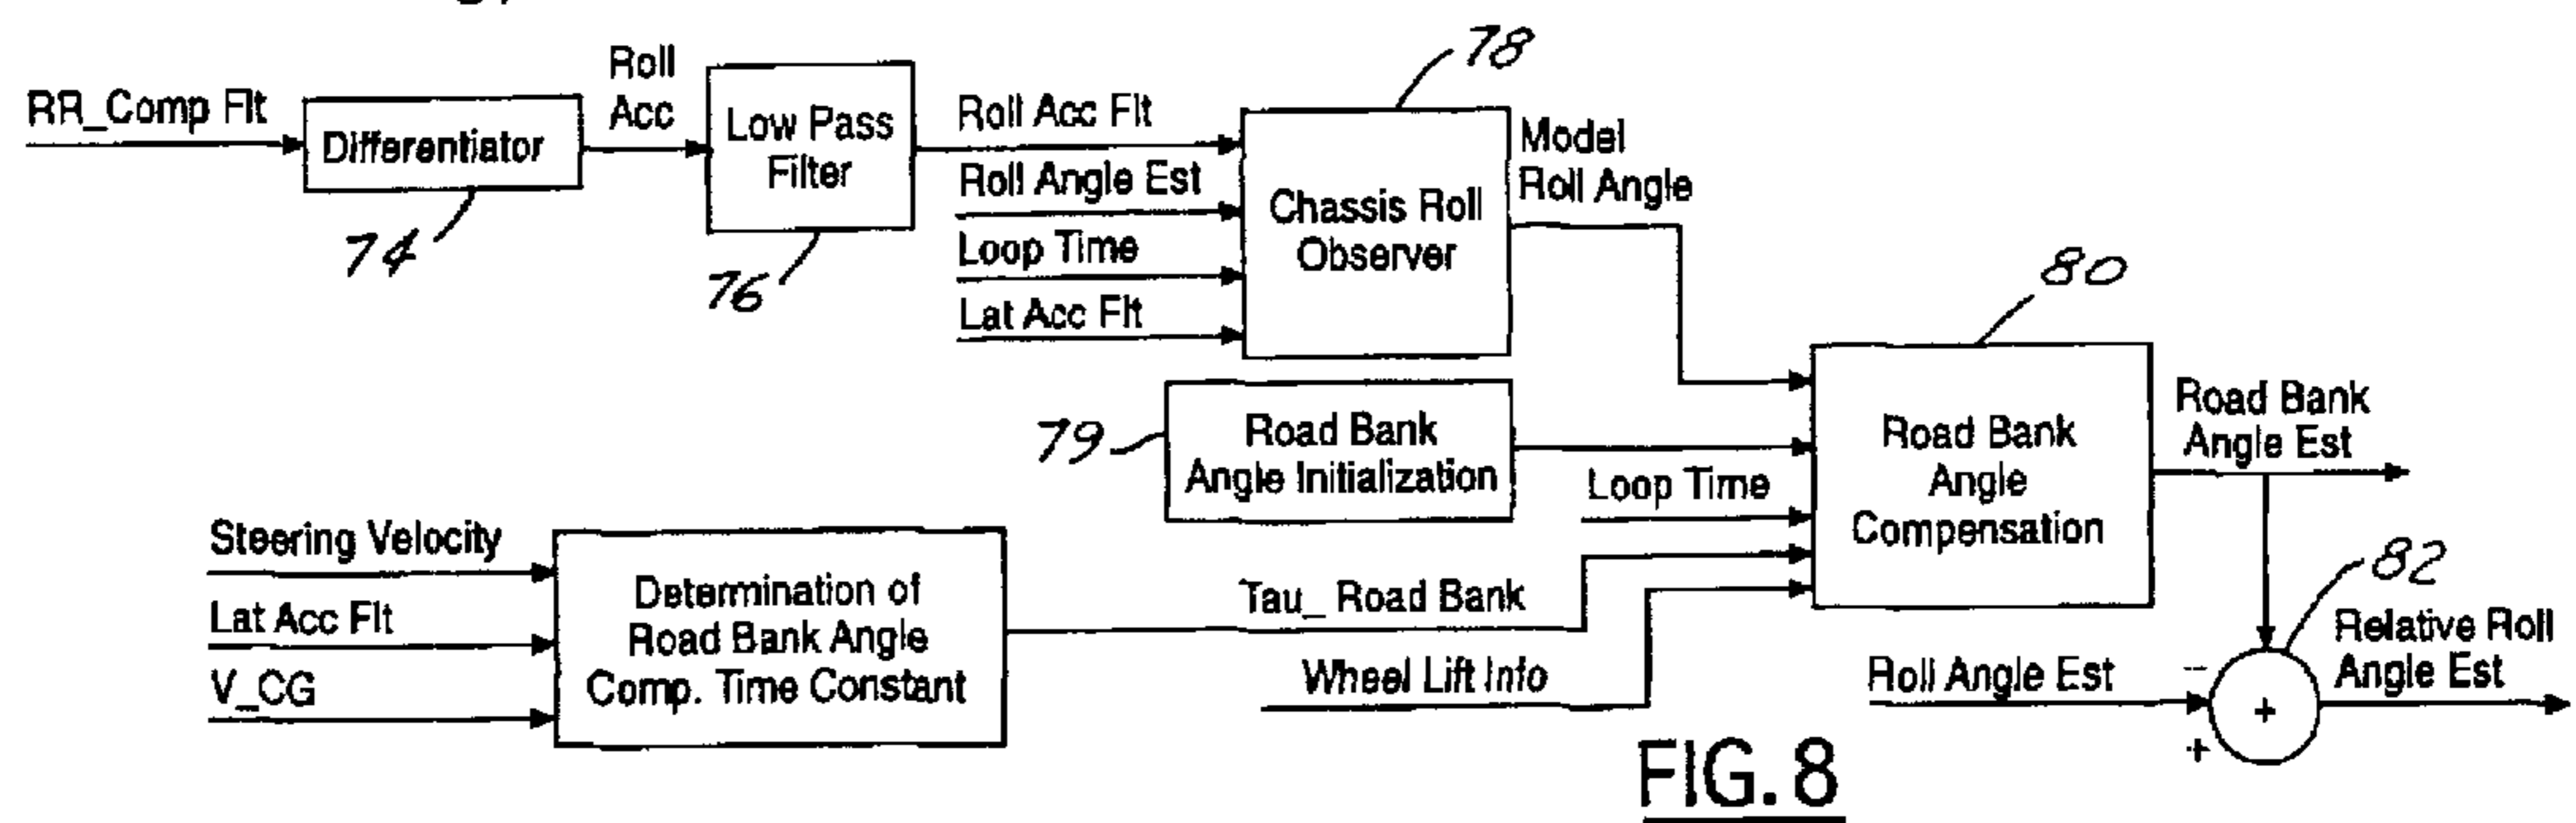 RR_Comp Flt
Differentiator
74
Roll
Acc
Low Pass
Filter
76
Roll Acc Flt
Roll Angle Est
Loop Time
Lat Acc Flt
Chassis Roll
Observer
78
Model
Roll Angle
79
Road Bank
Angle Initialization
Loop Time
Steering Velocity
Lat Acc Flt
V_CG
Determination of
Road Bank Angle
Comp. Time Constant
Tau_ Road Bank
Wheel Lift Info
Road Bank
Angle
Compensation
80
Road Bank
Angle Est
82
Roll Angle Est
−
+
+
Relative Roll
Angle Est
FIG. 8